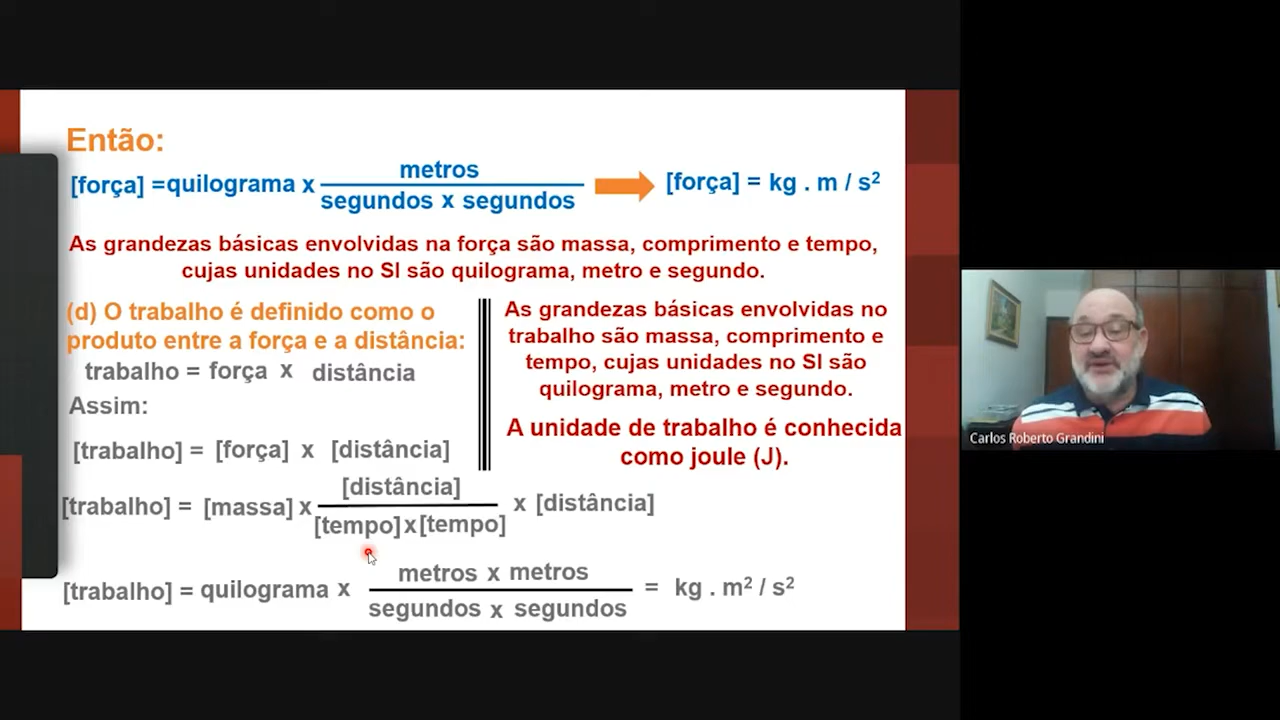 Então:
[força] =quilograma x metros / segundos x segundos [força] = kg . m / s²
As grandezas básicas envolvidas na força são massa, comprimento e tempo,
cujas unidades no SI são quilograma, metro e segundo.
(d) O trabalho é definido como o
produto entre a força e a distância:
trabalho = força x distância
Assim:
[trabalho] = [força] x [distância]
As grandezas básicas envolvidas no
trabalho são massa, comprimento e
tempo, cujas unidades no SI são
quilograma, metro e segundo.
A unidade de trabalho é conhecida
como joule (J).
[trabalho] = [massa] x [distância] / [tempo] x [tempo] x [distância]
[trabalho] = quilograma x metros x metros / segundos x segundos = kg . m² / s²
Carlos Roberto Grandini